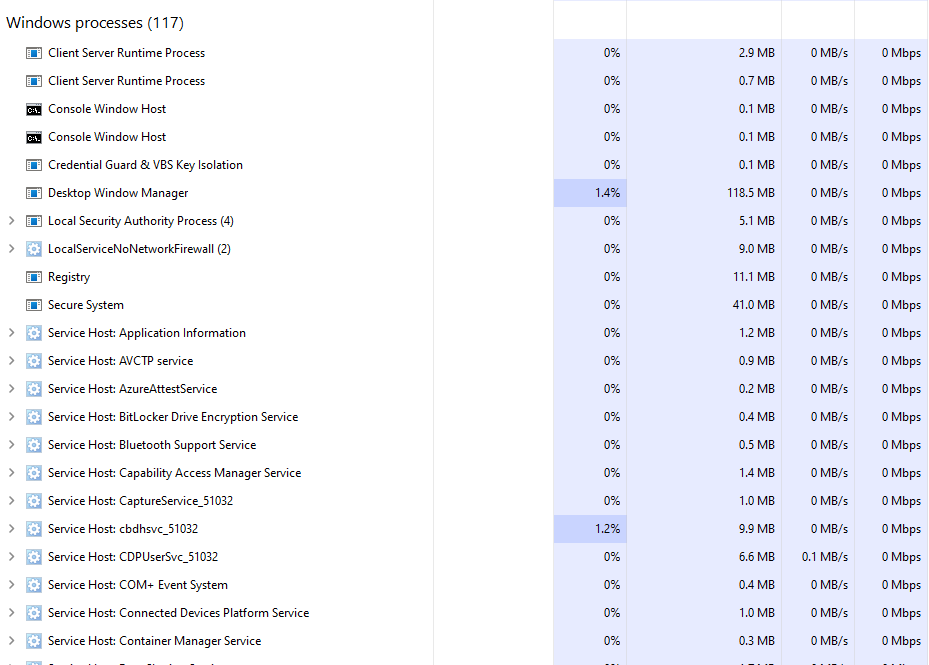 Windows processes (117)
Client Server Runtime Process 0% 2.9 MB 0 MB/s 0 Mbps
Client Server Runtime Process 0% 0.7 MB 0 MB/s 0 Mbps
Console Window Host 0% 0.1 MB 0 MB/s 0 Mbps
Console Window Host 0% 0.1 MB 0 MB/s 0 Mbps
Credential Guard & VBS Key Isolation 0% 0.1 MB 0 MB/s 0 Mbps
Desktop Window Manager 1.4% 118.5 MB 0 MB/s 0 Mbps
Local Security Authority Process (4) 0% 5.1 MB 0 MB/s 0 Mbps
LocalServiceNoNetworkFirewall (2) 0% 9.0 MB 0 MB/s 0 Mbps
Registry 0% 11.1 MB 0 MB/s 0 Mbps
Secure System 0% 41.0 MB 0 MB/s 0 Mbps
Service Host: Application Information 0% 1.2 MB 0 MB/s 0 Mbps
Service Host: AVCTP service 0% 0.9 MB 0 MB/s 0 Mbps
Service Host: AzureAttestService 0% 0.2 MB 0 MB/s 0 Mbps
Service Host: BitLocker Drive Encryption Service 0% 0.4 MB 0 MB/s 0 Mbps
Service Host: Bluetooth Support Service 0% 0.5 MB 0 MB/s 0 Mbps
Service Host: Capability Access Manager Service 0% 1.4 MB 0 MB/s 0 Mbps
Service Host: CaptureService_51032 0% 1.0 MB 0 MB/s 0 Mbps
Service Host: cbdhsvc_51032 1.2% 9.9 MB 0 MB/s 0 Mbps
Service Host: CDPUserSvc_51032 0% 6.6 MB 0.1 MB/s 0 Mbps
Service Host: COM+ Event System 0% 0.4 MB 0 MB/s 0 Mbps
Service Host: Connected Devices Platform Service 0% 1.0 MB 0 MB/s 0 Mbps
Service Host: Container Manager Service 0% 0.3 MB 0 MB/s 0 Mbps